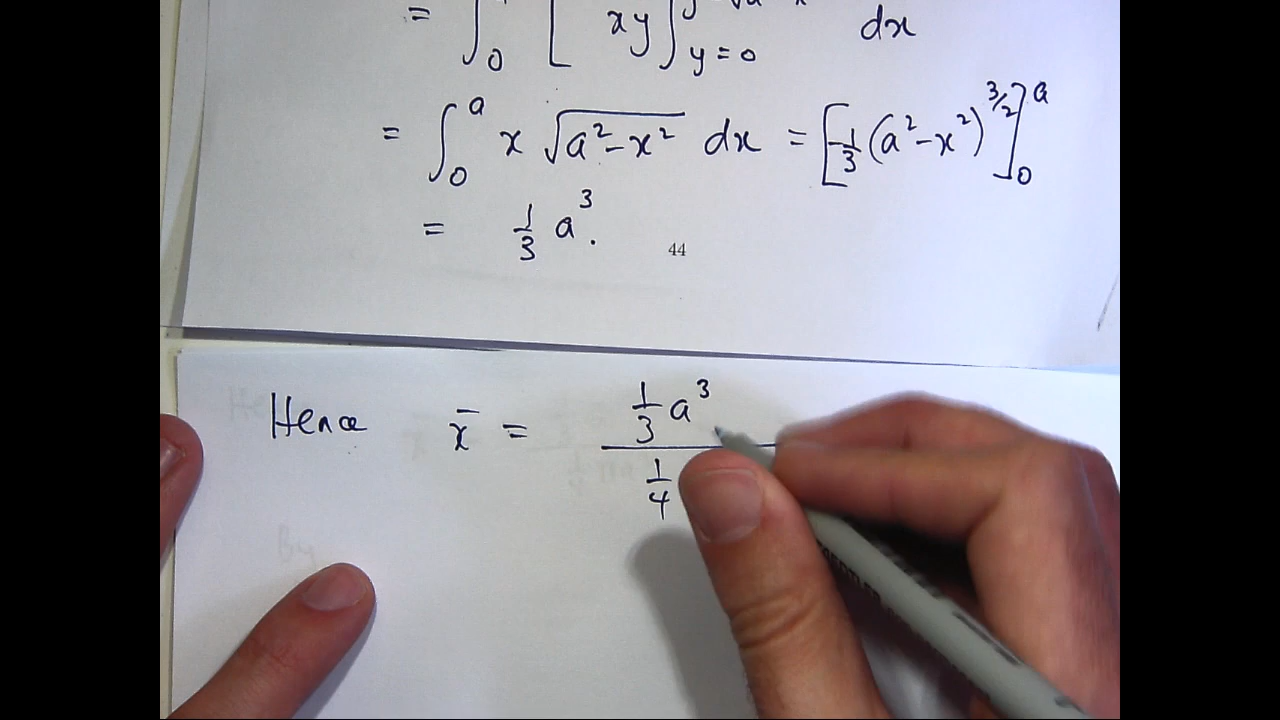 = ∫₀ [ xy ]_{y=0} dx
= ∫₀ᵃ x √(a²-x²) dx = [-1/3 (a²-x²)^{3/2}]₀ᵃ
= 1/3 a³.
44
Hence x̄ = (1/3 a³)/(1/4
By